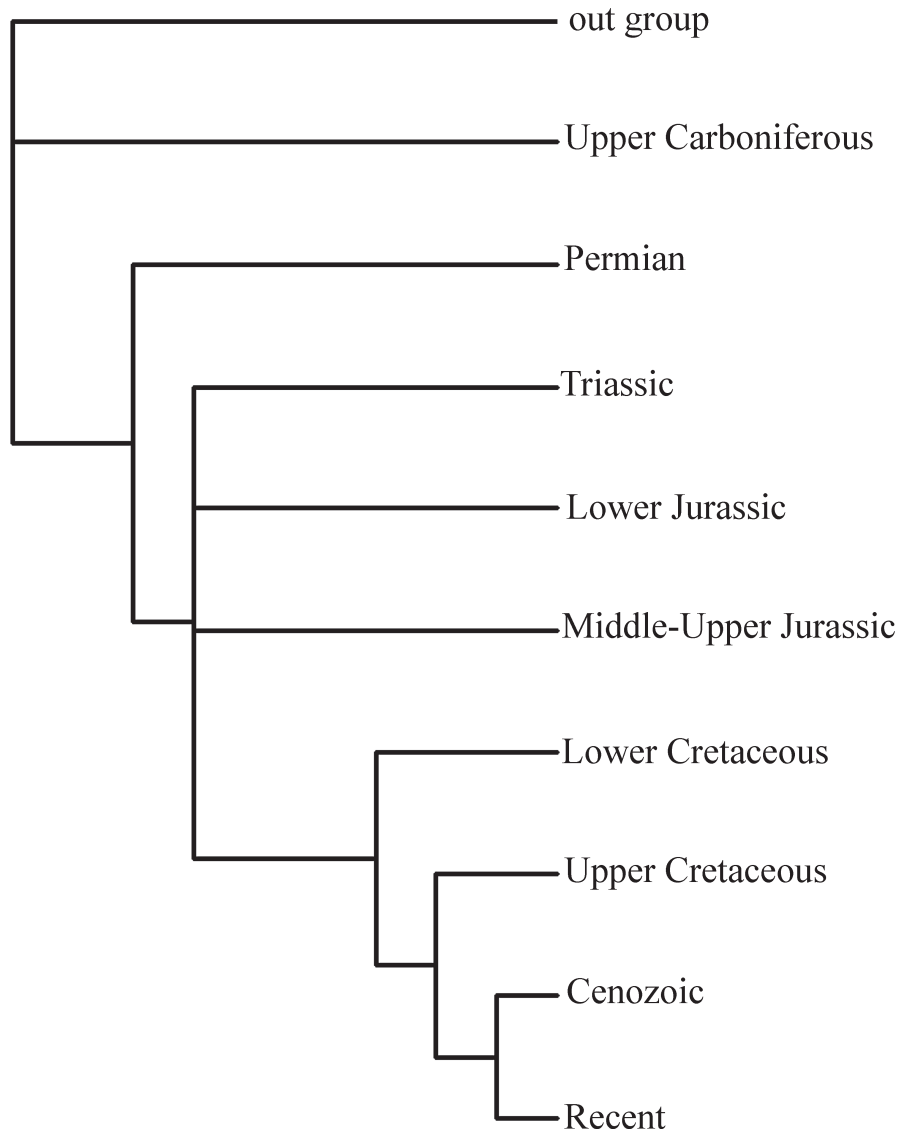 out group
Upper Carboniferous
Permian
Triassic
Lower Jurassic
Middle-Upper Jurassic
Lower Cretaceous
Upper Cretaceous
Cenozoic
Recent